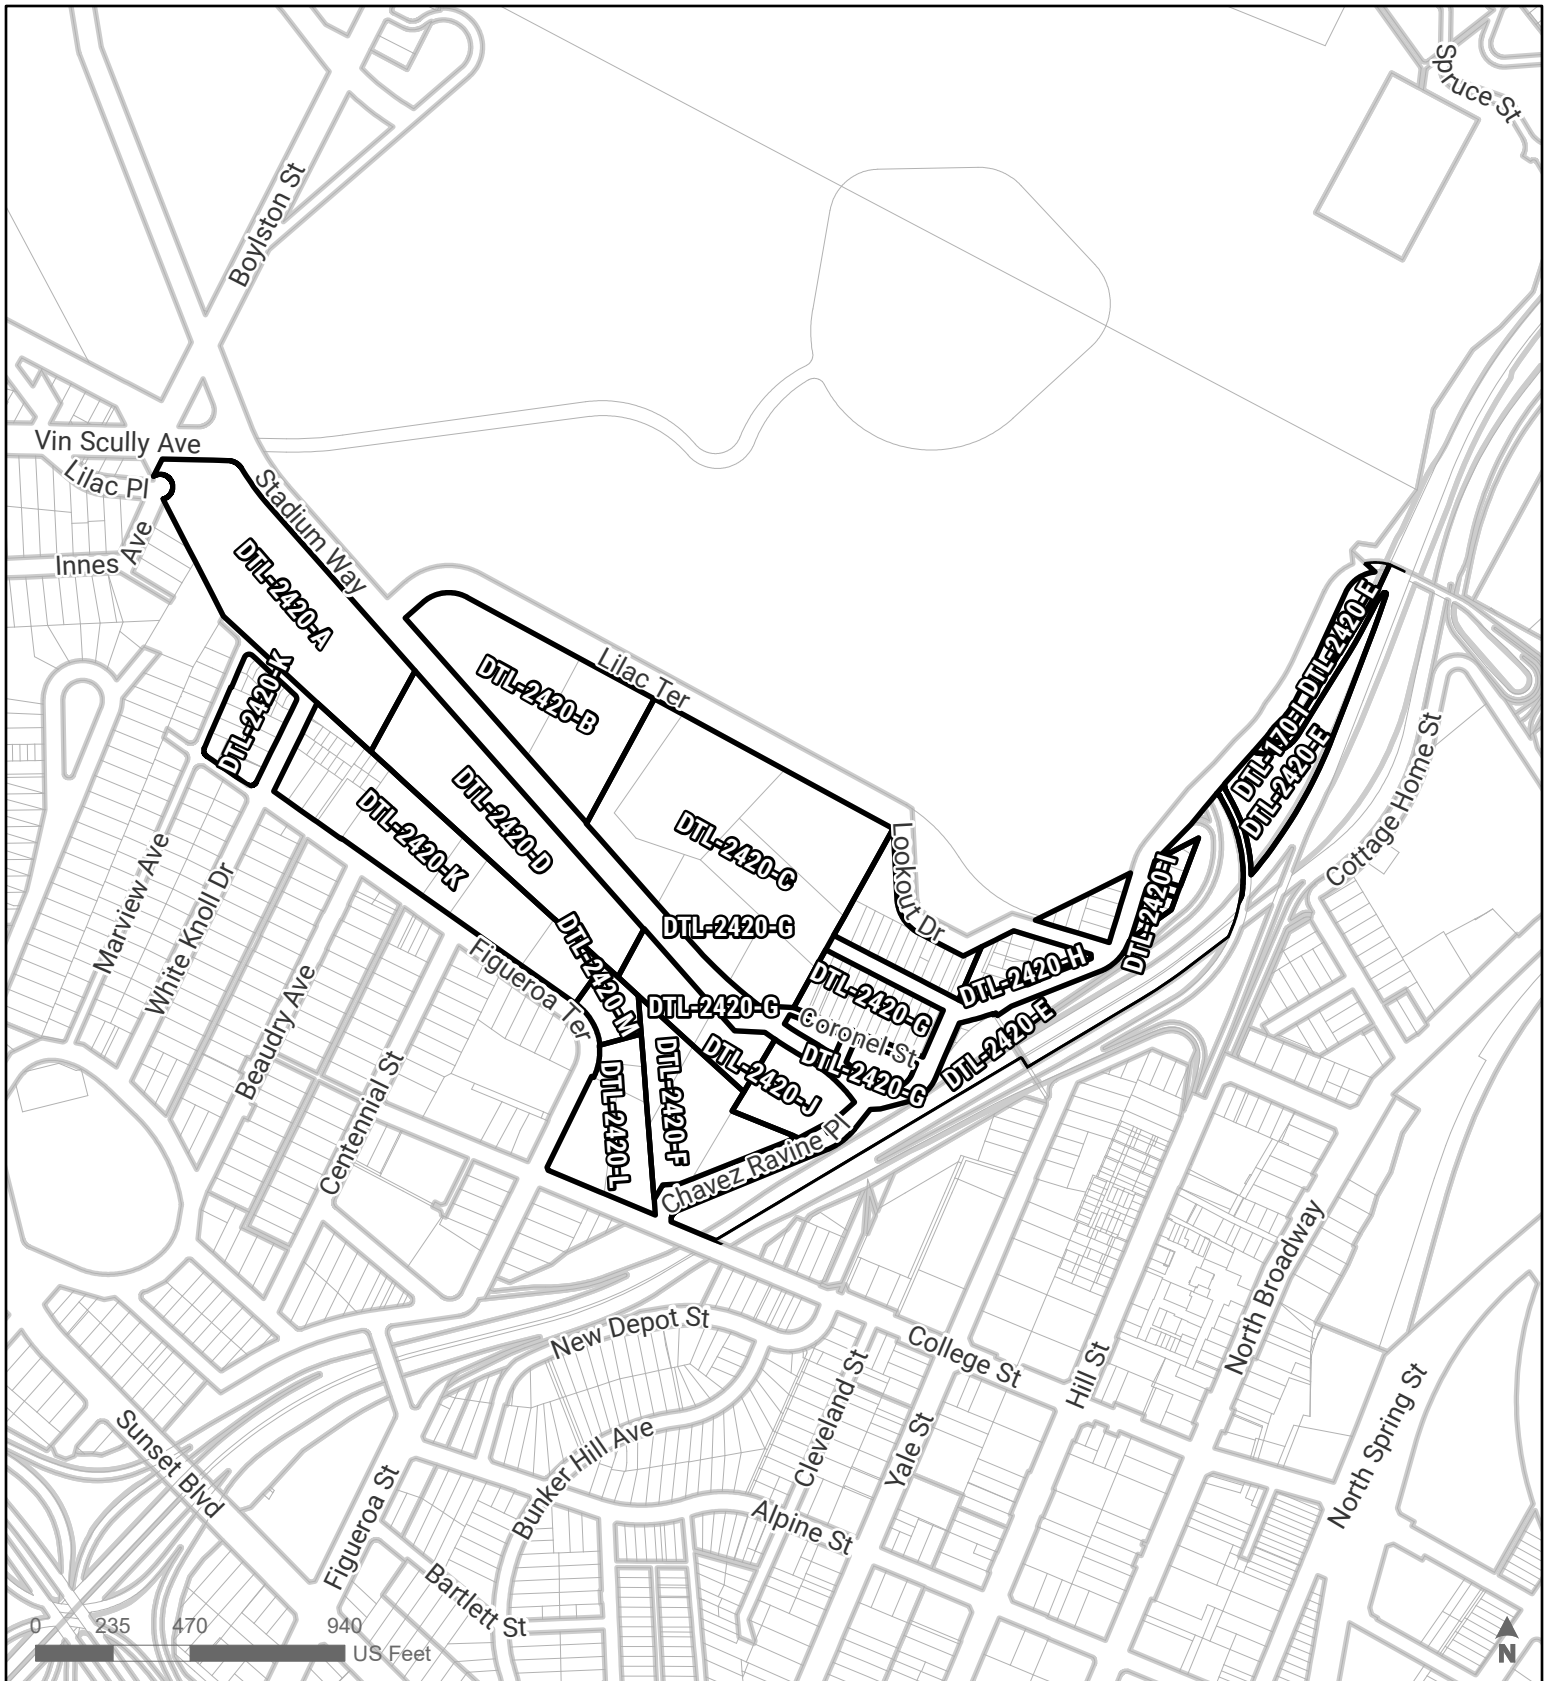 Spruce St
Boylston St
Vin Scully Ave
Lilac Pl
Stadium Way
Innes Ave
DTL-2420-A
DTL-2420-E
Lilac Ter
DTL-2420-K
DTL-2420-B
DTL-170-I
DTL-2420-E
Cottage Home St
DTL-2420-D
DTL-2420-K
DTL-2420-C
Lookout Dr
Marview Ave
White Knoll Dr
DTL-2420-G
DTL-2420-I
Figueroa Ter
DTL-2420-M
DTL-2420-H
DTL-2420-G
DTL-2420-G
Coronel St
Beaudry Ave
DTL-2420-E
DTL-2420-J
DTL-2420-G
Centennial St
DTL-2420-L
DTL-2420-F
Chavez Ravine Pl
North Broadway
New Depot St
College St
Hill St
Cleveland St
Yale St
North Spring St
Sunset Blvd
Bunker Hill Ave
Figueroa St
Alpine St
Bartlett St
0 235 470 940
US Feet
N